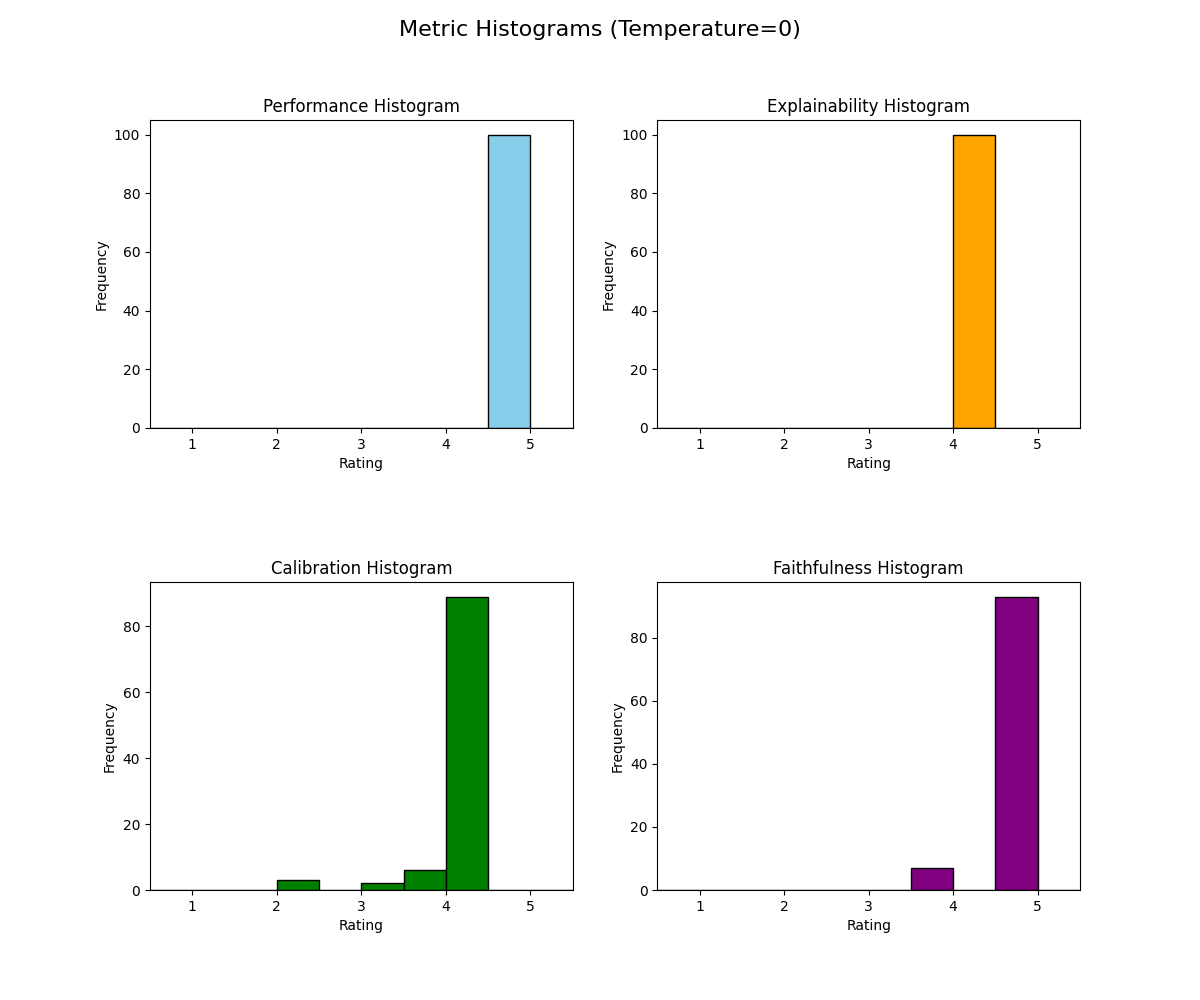 Metric Histograms (Temperature=0)
Performance Histogram
Frequency
100
80
60
40
20
0
1 2 3 4 5
Rating
Explainability Histogram
Frequency
100
80
60
40
20
0
1 2 3 4 5
Rating
Calibration Histogram
Frequency
80
60
40
20
0
1 2 3 4 5
Rating
Faithfulness Histogram
Frequency
80
60
40
20
0
1 2 3 4 5
Rating